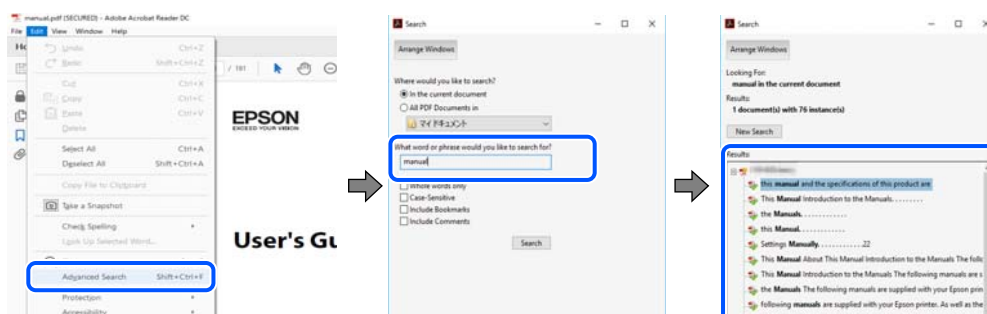 manual.pdf (SECURED) - Adobe Acrobat Reader DC
File Edit View Window Help
Undo Ctrl+Z
Redo Shift+Ctrl+Z
Cut Ctrl+X
Copy Ctrl+C
Paste Ctrl+V
Delete
Select All Ctrl+A
Deselect All Shift+Ctrl+A
Copy File to Clipboard
Take a Snapshot
Check Spelling
Look Up Selected Word...
Advanced Search Shift+Ctrl+F
Protection
Accessibility
/ 181
EPSON
EXCEED YOUR VISION
User's Gu
Search
Arrange Windows
Where would you like to search?
In the current document
All PDF Documents in
マイドキュメント
What word or phrase would you like to search for?
manual
Whole words only
Case-Sensitive
Include Bookmarks
Include Comments
Search
Search
Arrange Windows
Looking For:
manual in the current document
Results:
1 document(s) with 76 instance(s)
New Search
Results
this manual and the specifications of this product are
This Manual Introduction to the Manuals. . . . . . . . .
the Manuals. . . . . . . . . . . . .
this Manual. . . . . . . . . . . . .
Settings Manually. . . . . . . . . . . . .22
This Manual About This Manual Introduction to the Manuals The follo
This Manual Introduction to the Manuals The following manuals are s
the Manuals The following manuals are supplied with your Epson prin
following manuals are supplied with your Epson printer. As well as the